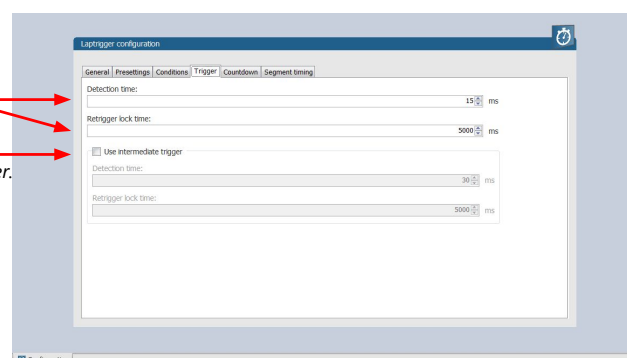 Laptrigger configuration
General Presettings Conditions Trigger Countdown Segment timing
Detection time:
15 ms
Retrigger lock time:
5000 ms
Use intermediate trigger
er.
Detection time:
30 ms
Retrigger lock time:
5000 ms